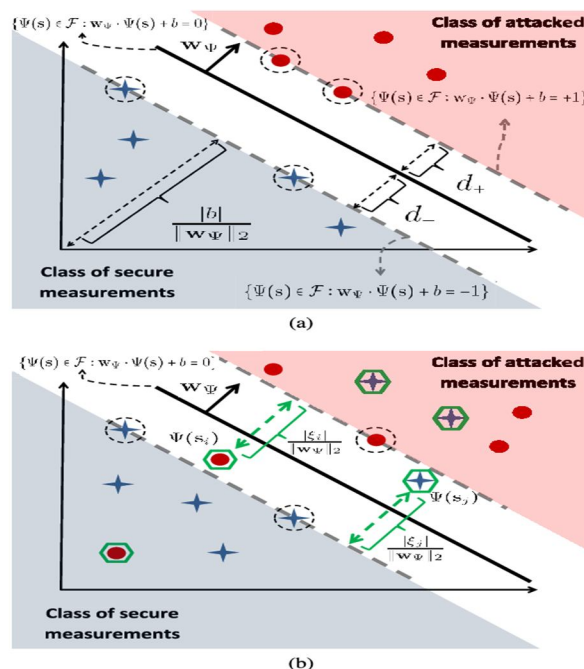 {Ψ(s) ∈ ℱ : w_Ψ · Ψ(s) + b = 0}
Class of attacked
measurements
w_Ψ
{Ψ(s) ∈ ℱ : w_Ψ · Ψ(s) + b = +1}
d_+
d_−
|b|
‖w_Ψ‖_2
Class of secure
measurements
{Ψ(s) ∈ ℱ : w_Ψ · Ψ(s) + b = −1}
(a)
{Ψ(s) ∈ ℱ : w_Ψ · Ψ(s) + b = 0}
Class of attacked
measurements
w_Ψ
Ψ(s_i)
|ξ_i|
‖w_Ψ‖_2
Ψ(s_j)
|ξ_j|
‖w_Ψ‖_2
Class of secure
measurements
(b)